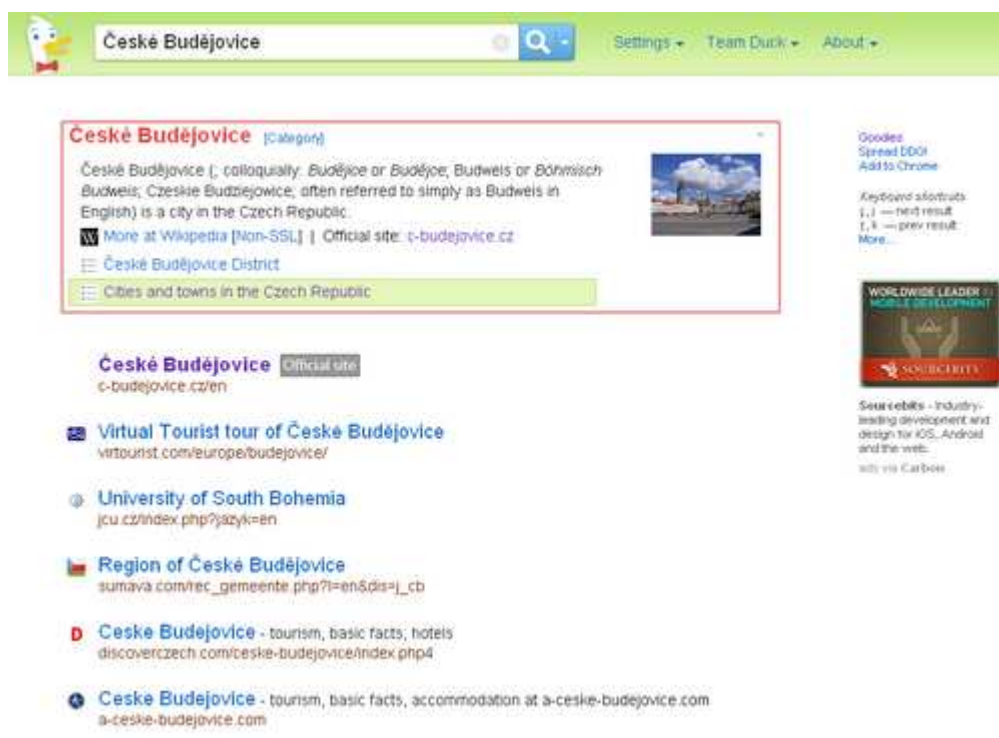 České Budějovice
Settings Team Duck About
České Budějovice [Category]
České Budějovice (; colloquially: Budějice or Budějce; Budweis or Böhmisch
Budweis; Czeskie Budziejowice; often referred to simply as Budweis in
English) is a city in the Czech Republic.
W More at Wikipedia [Non-SSL] | Official site: c-budejovice.cz
České Budějovice District
Cities and towns in the Czech Republic
České Budějovice Official site
c-budejovice.cz/en
Virtual Tourist tour of České Budějovice
virtourist.com/europe/budejovice/
University of South Bohemia
jcu.cz/index.php?jazyk=en
Region of České Budějovice
sumava.com/rec_gemeente.php?l=en&dis=j_cb
D Ceske Budejovice - tourism, basic facts, hotels
discoverczech.com/ceske-budejovice/index.php4
Ceske Budejovice - tourism, basic facts, accommodation at a-ceske-budejovice.com
a-ceske-budejovice.com
Goodies
Spread DDG!
Add to Chrome
Keyboard shortcuts
↓, j — next result
↑, k — prev result
More...
WORLDWIDE LEADER IN
MOBILE DEVELOPMENT
SOURCEBITS
Sourcebits - Industry-
leading development and
design for iOS, Android
and the web.
ads via Carbon